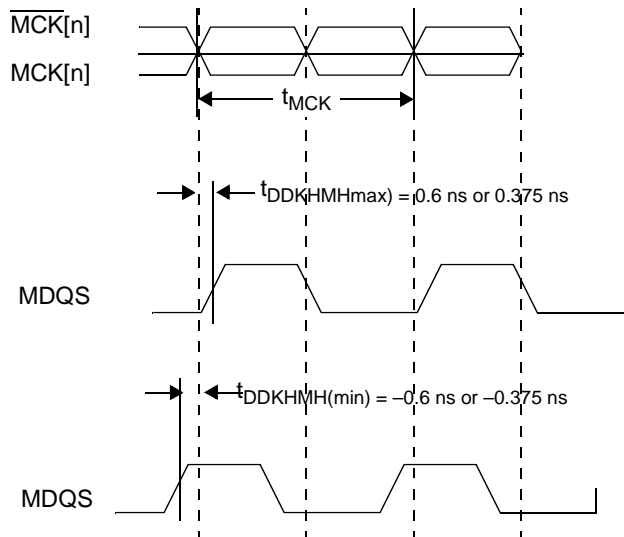 M̅C̅K̅[n]
MCK[n]
tMCK
tDDKHMHmax) = 0.6 ns or 0.375 ns
MDQS
tDDKHMH(min) = –0.6 ns or –0.375 ns
MDQS